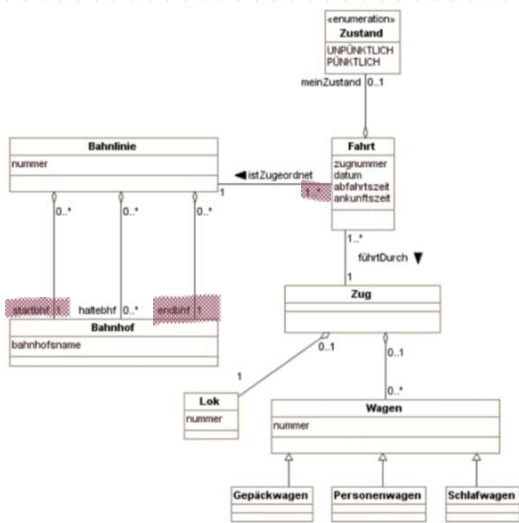 «enumeration»
Zustand
UNPÜNKTLICH
PÜNKTLICH
meinZustand 0..1
Bahnlinie
nummer
Fahrt
zugnummer
datum
abfahrtszeit
ankunftszeit
◄istZugeordnet
1
1..*
0..*
0..*
0..*
1..*
führtDurch ▼
1
startbhf 1
haltebhf 0..*
endbhf 1
Bahnhof
bahnhofsname
Zug
0..1
0..1
1
0..*
Lok
nummer
Wagen
nummer
Gepäckwagen
Personenwagen
Schlafwagen